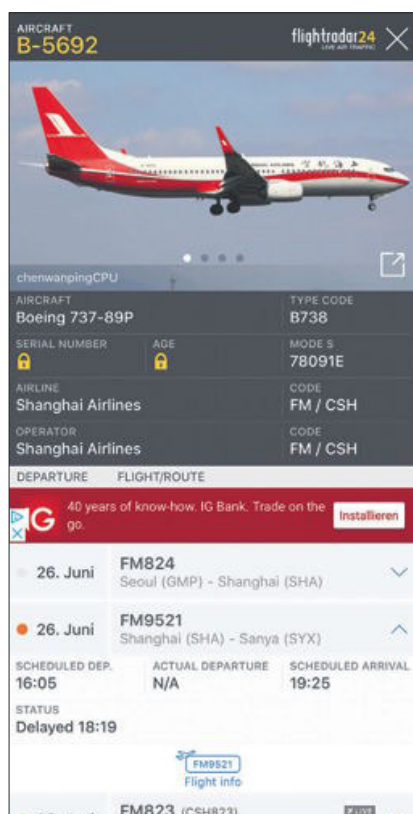 AIRCRAFT
B-5692
flightradar24
LIVE AIR TRAFFIC
chenwanpingCPU
AIRCRAFT
Boeing 737-89P
TYPE CODE
B738
SERIAL NUMBER
AGE
MODE S
78091E
AIRLINE
Shanghai Airlines
CODE
FM / CSH
OPERATOR
Shanghai Airlines
CODE
FM / CSH
DEPARTURE FLIGHT/ROUTE
IG
40 years of know-how. IG Bank. Trade on the
go.
Installieren
26. Juni
FM824
Seoul (GMP) - Shanghai (SHA)
26. Juni
FM9521
Shanghai (SHA) - Sanya (SYX)
SCHEDULED DEP.
16:05
ACTUAL DEPARTURE
N/A
SCHEDULED ARRIVAL
19:25
STATUS
Delayed 18:19
FM9521
Flight info
FM823 (CSH823)
LIVE